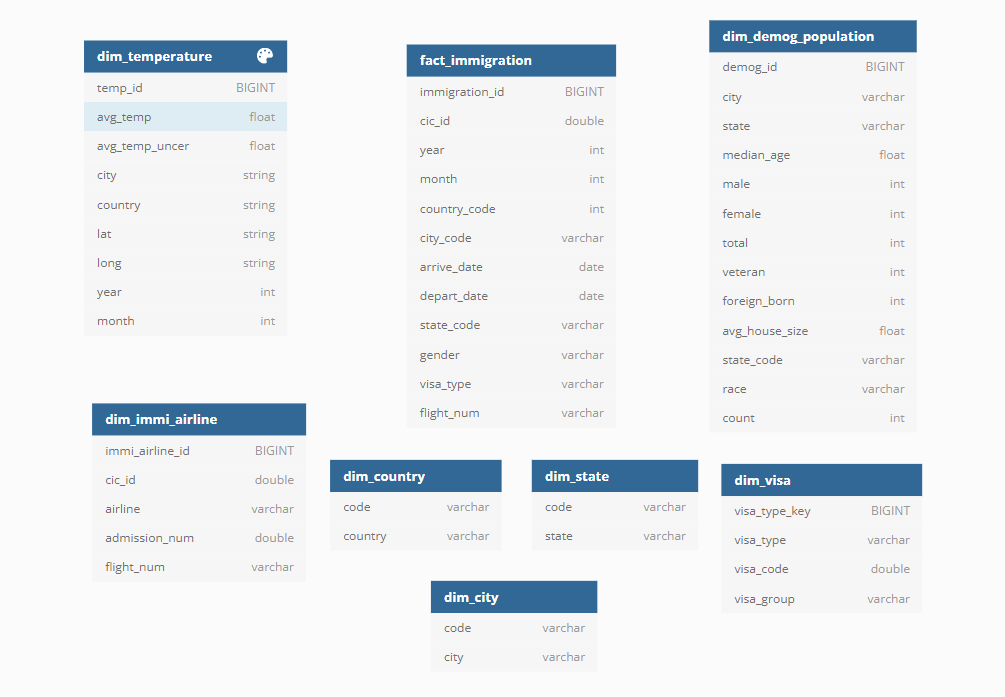 dim_temperature
temp_id BIGINT
avg_temp float
avg_temp_uncer float
city string
country string
lat string
long string
year int
month int
fact_immigration
immigration_id BIGINT
cic_id double
year int
month int
country_code int
city_code varchar
arrive_date date
depart_date date
state_code varchar
gender varchar
visa_type varchar
flight_num varchar
dim_demog_population
demog_id BIGINT
city varchar
state varchar
median_age float
male int
female int
total int
veteran int
foreign_born int
avg_house_size float
state_code varchar
race varchar
count int
dim_immi_airline
immi_airline_id BIGINT
cic_id double
airline varchar
admission_num double
flight_num varchar
dim_country
code varchar
country varchar
dim_state
code varchar
state varchar
dim_visa
visa_type_key BIGINT
visa_type varchar
visa_code double
visa_group varchar
dim_city
code varchar
city varchar